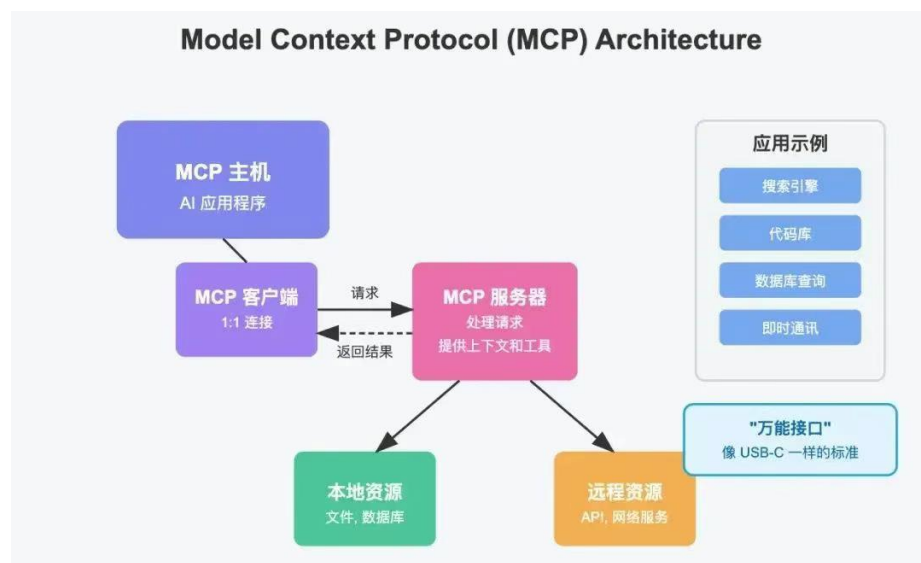 Model Context Protocol (MCP) Architecture
MCP 主机
AI 应用程序
MCP 客户端
1:1 连接
请求
返回结果
MCP 服务器
处理请求
提供上下文和工具
本地资源
文件, 数据库
远程资源
API, 网络服务
应用示例
搜索引擎
代码库
数据库查询
即时通讯
"万能接口"
像 USB-C 一样的标准